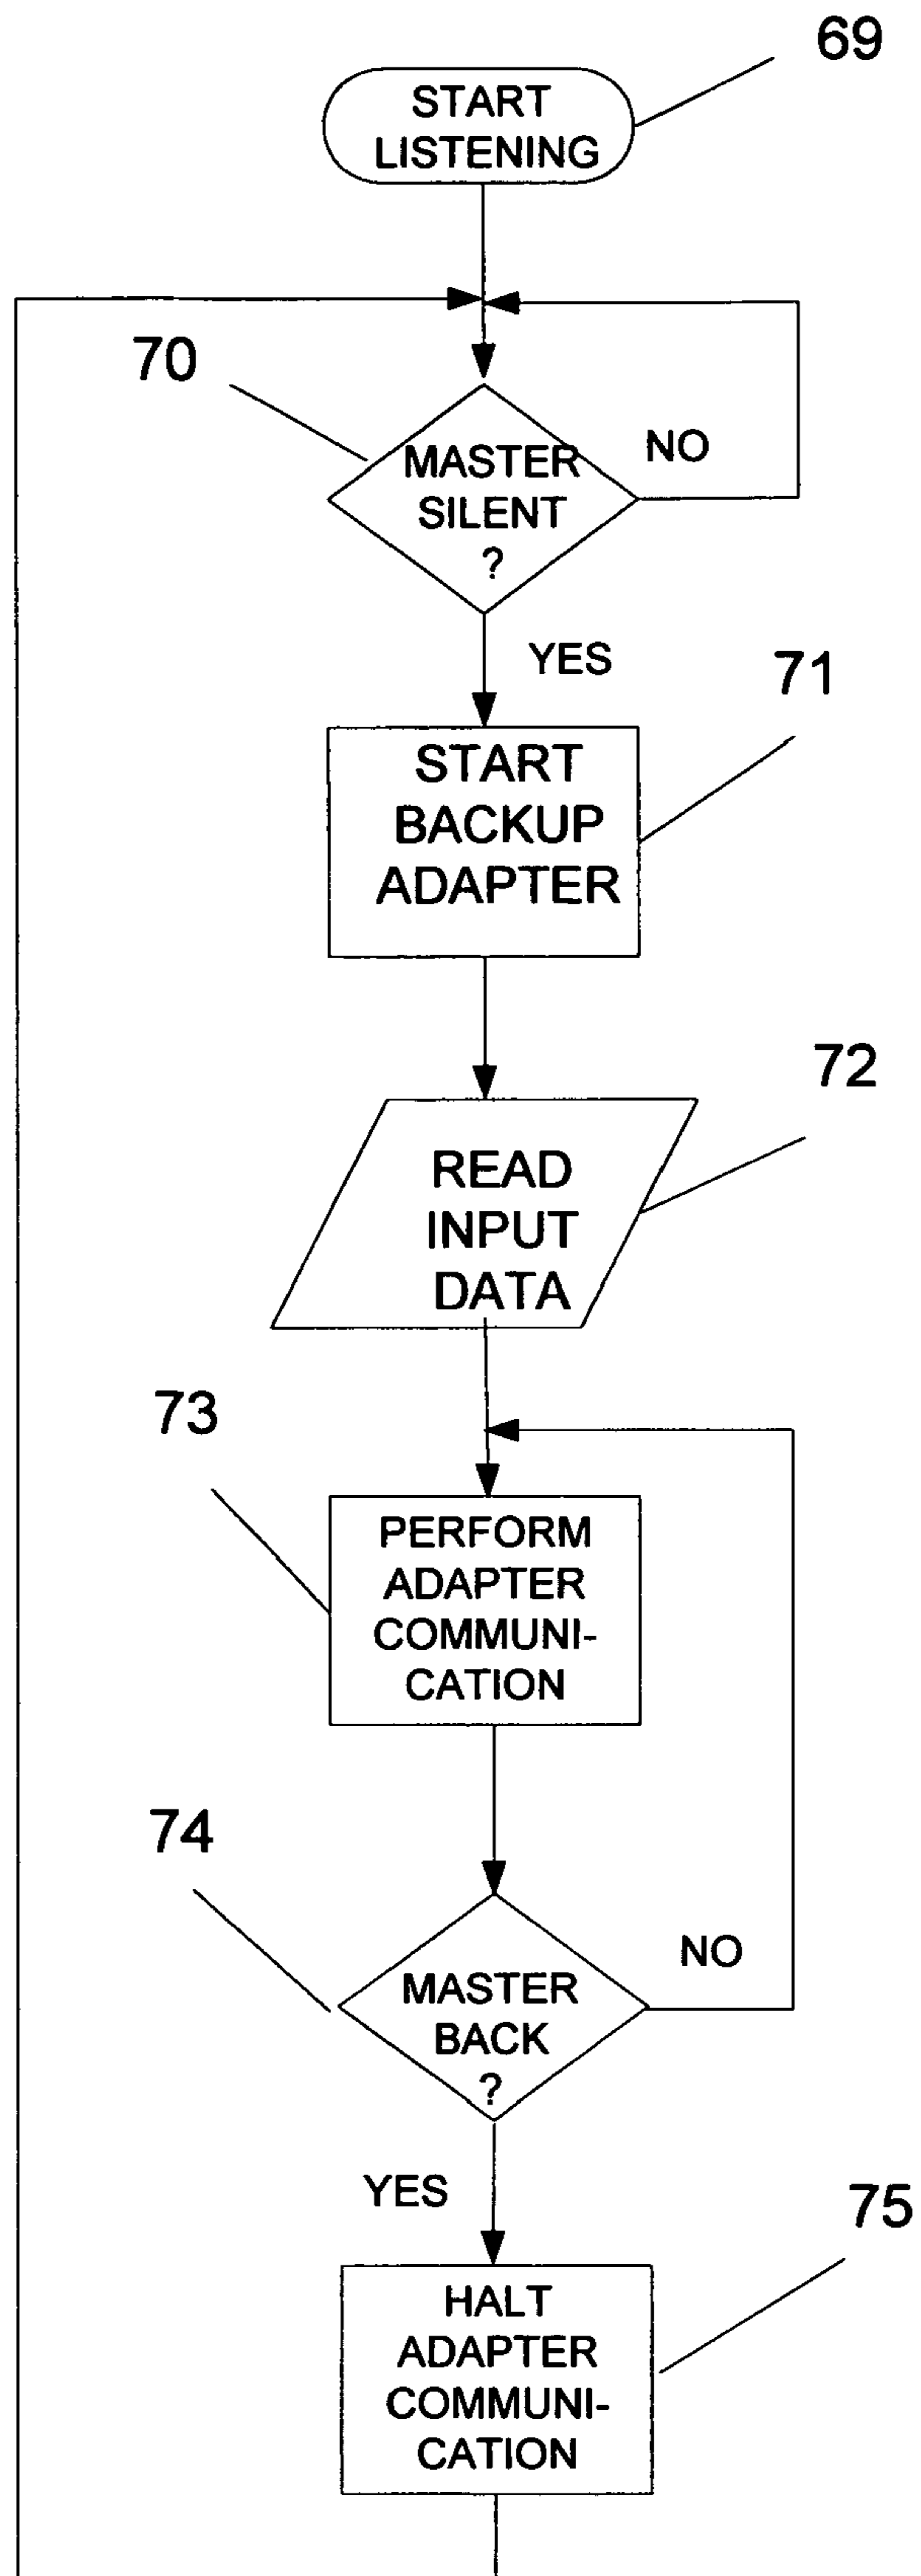 69
START
LISTENING
70
MASTER
SILENT
?
NO
YES
71
START
BACKUP
ADAPTER
72
READ
INPUT
DATA
73
PERFORM
ADAPTER
COMMUNI-
CATION
74
MASTER
BACK
?
NO
YES
75
HALT
ADAPTER
COMMUNI-
CATION